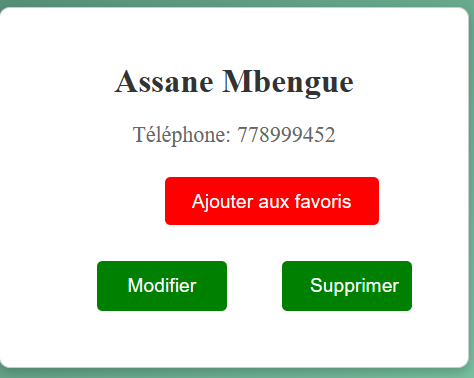 Assane Mbengue
Téléphone: 778999452
Ajouter aux favoris
Modifier
Supprimer